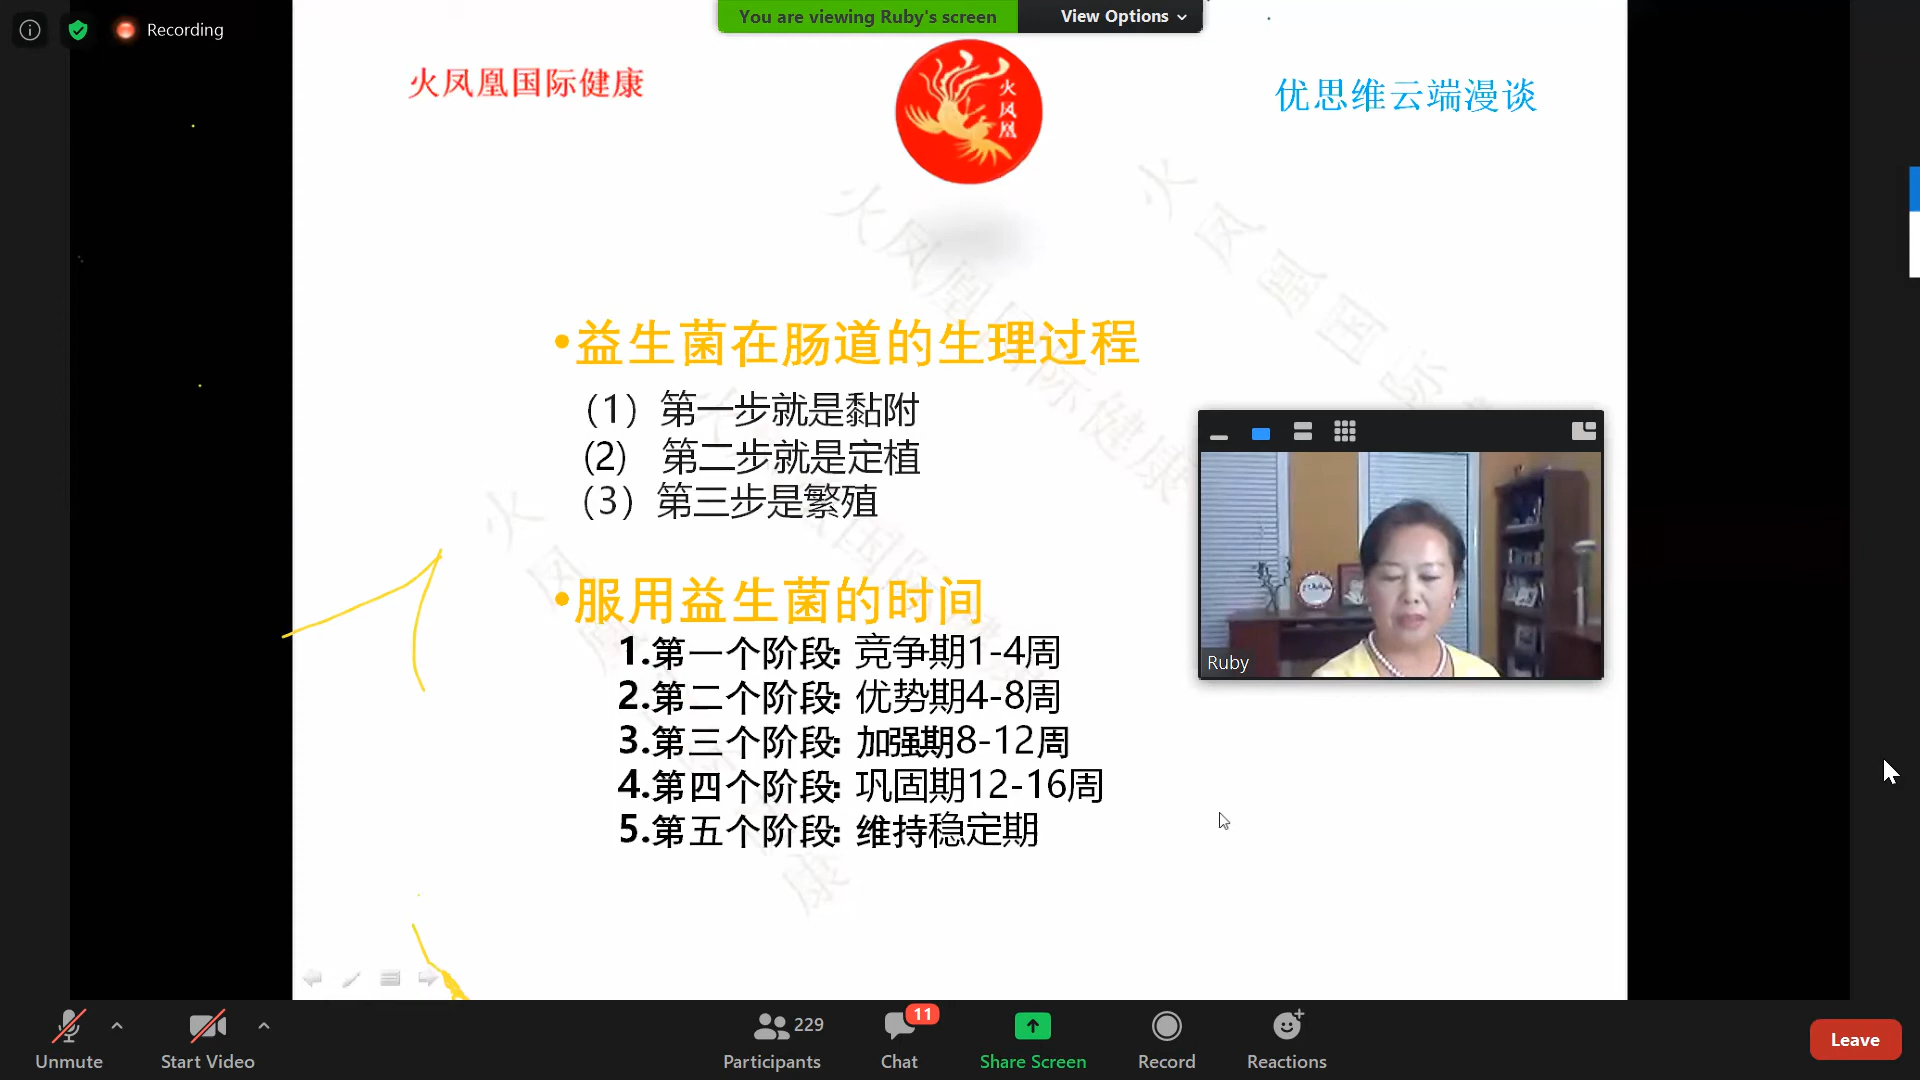 You are viewing Ruby's screen
View Options
Recording
火凤凰国际健康
火凤凰
优思维云端漫谈
•益生菌在肠道的生理过程
（1）第一步就是黏附
(2) 第二步就是定植
（3）第三步是繁殖
•服用益生菌的时间
1.第一个阶段: 竞争期1-4周
2.第二个阶段: 优势期4-8周
3.第三个阶段: 加强期8-12周
4.第四个阶段: 巩固期12-16周
5.第五个阶段: 维持稳定期
火凤凰国际健康
Ruby
Unmute
Start Video
229
Participants
11
Chat
Share Screen
Record
Reactions
Leave